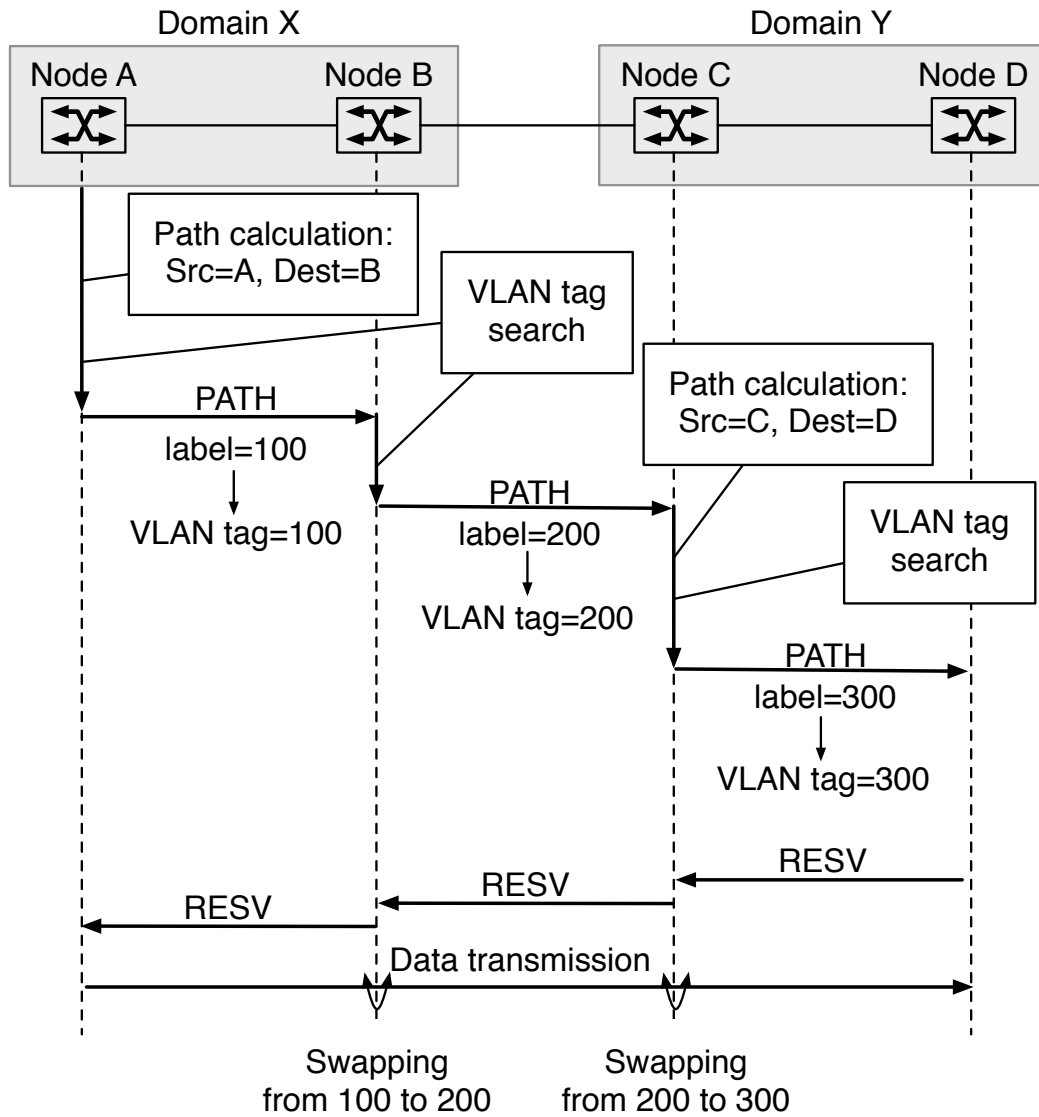 Domain X
Domain Y
Node A
Node B
Node C
Node D
Path calculation:
Src=A, Dest=B
VLAN tag
search
Path calculation:
Src=C, Dest=D
PATH
label=100
VLAN tag=100
PATH
label=200
VLAN tag=200
VLAN tag
search
PATH
label=300
VLAN tag=300
RESV
RESV
RESV
Data transmission
Swapping
from 100 to 200
Swapping
from 200 to 300